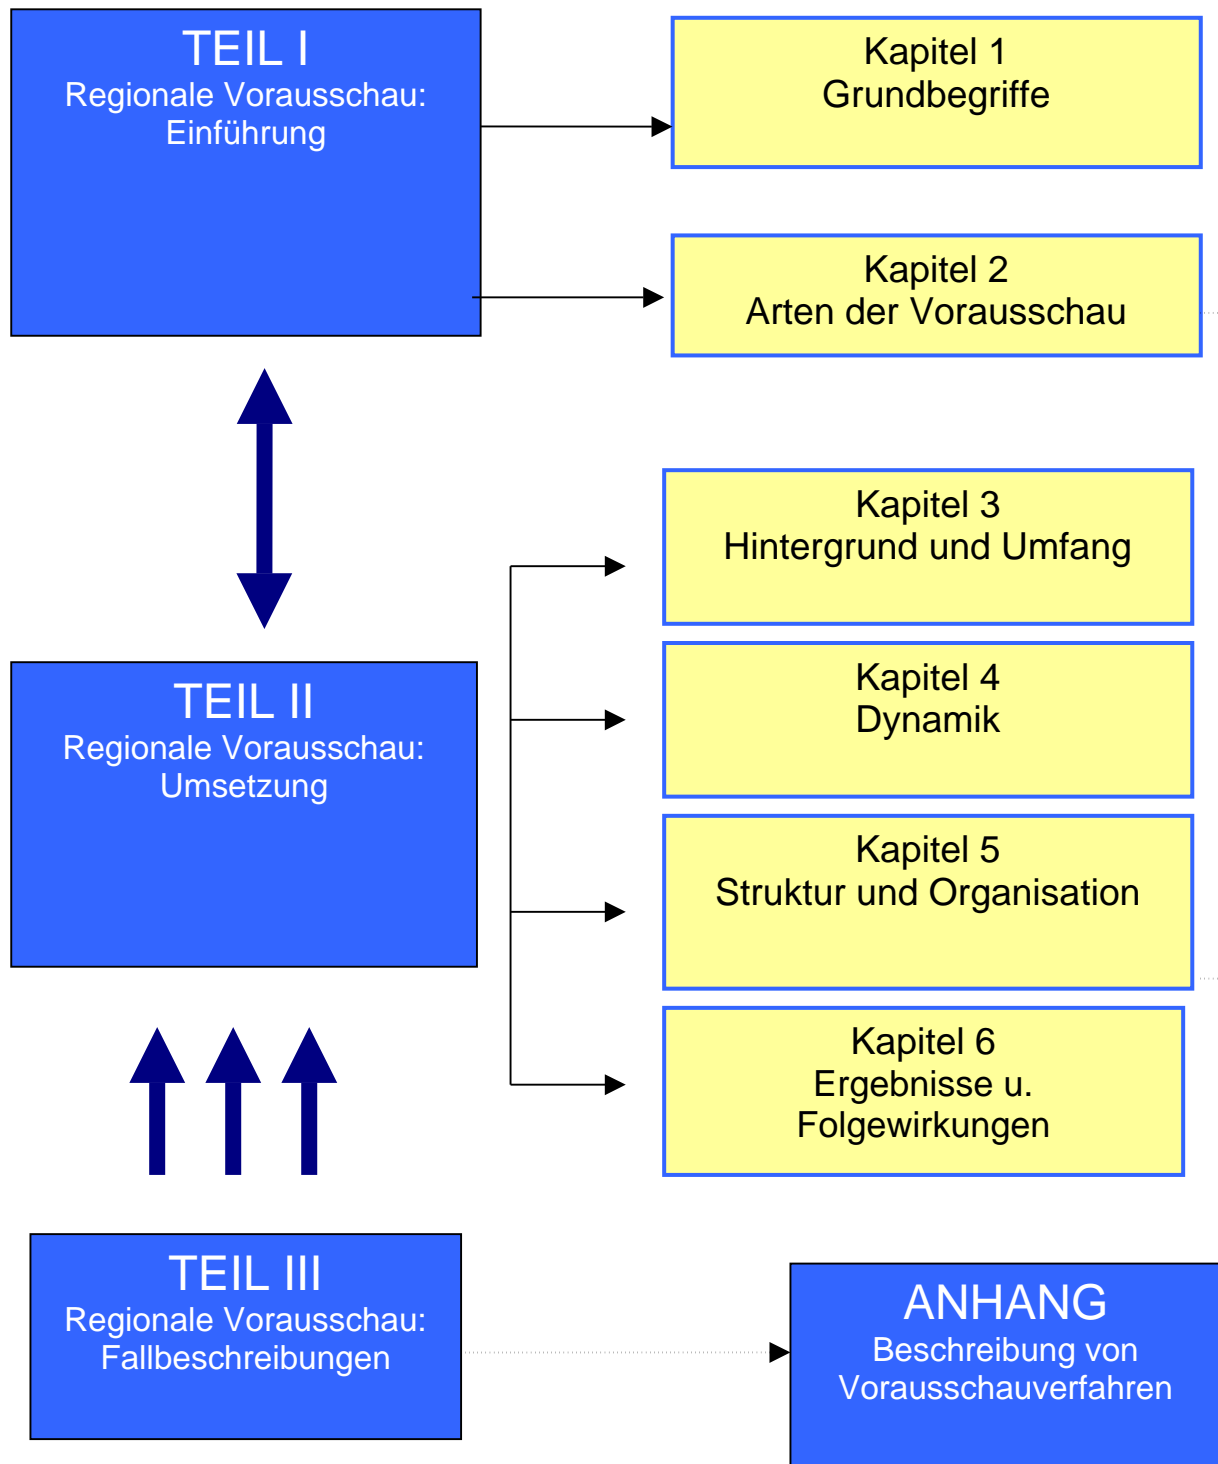 TEIL I
Regionale Vorausschau:
Einführung
Kapitel 1
Grundbegriffe
Kapitel 2
Arten der Vorausschau
TEIL II
Regionale Vorausschau:
Umsetzung
Kapitel 3
Hintergrund und Umfang
Kapitel 4
Dynamik
Kapitel 5
Struktur und Organisation
Kapitel 6
Ergebnisse u.
Folgewirkungen
TEIL III
Regionale Vorausschau:
Fallbeschreibungen
ANHANG
Beschreibung von
Vorausschauverfahren